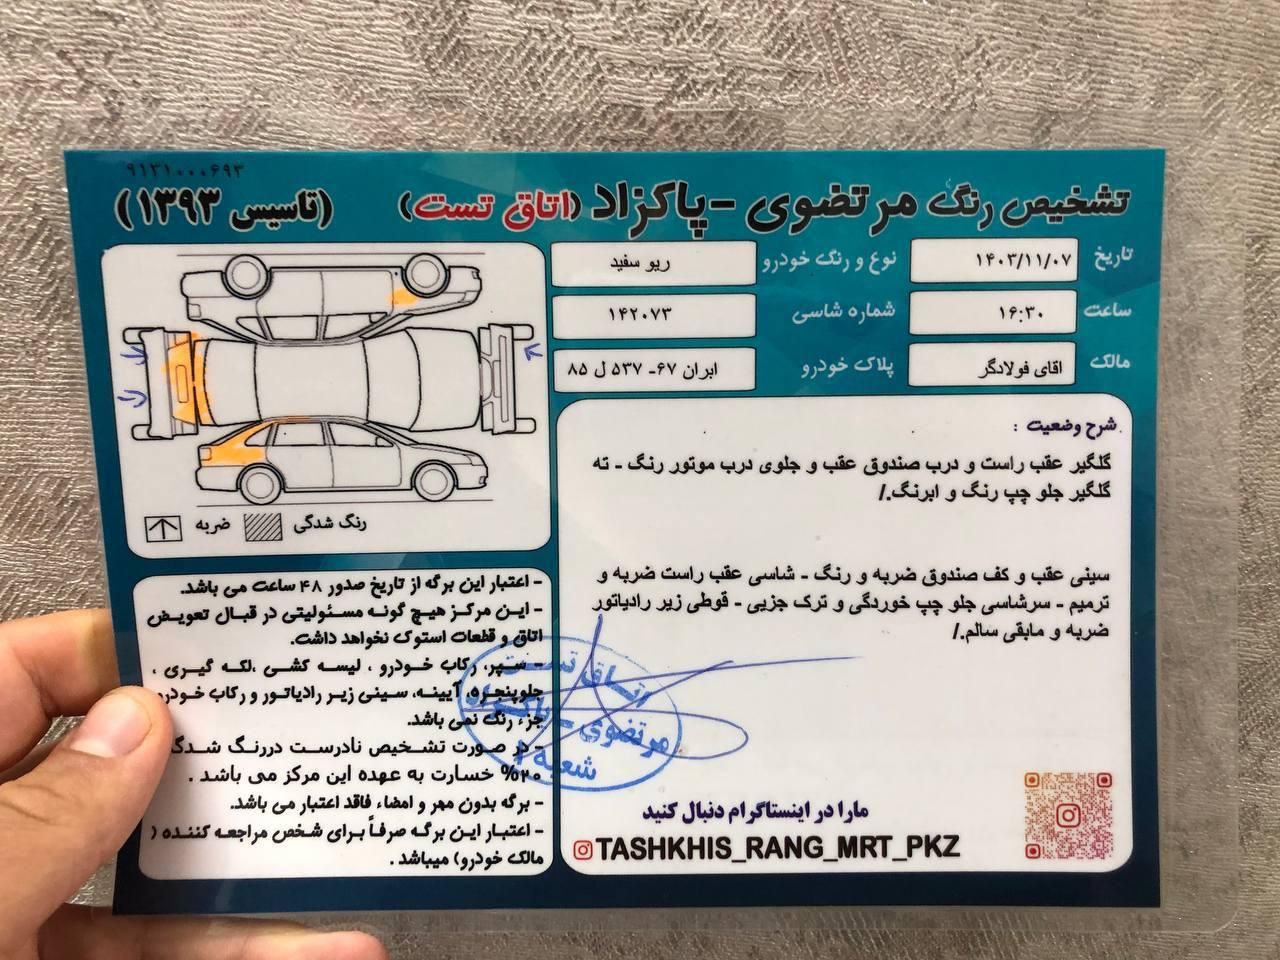 ۹۱۳۱۰۰۰۶۹۳
تشخیص رنگ مرتضوی - پاکزاد (اتاق تست) (تاسیس ۱۳۹۳)
تاریخ ۱۴۰۳/۱۱/۰۷ نوع و رنگ خودرو ریو سفید
ساعت ۱۶:۳۰ شماره شاسی ۱۴۲۰۷۳
مالک اقای فولادگر پلاک خودرو ایران ۶۷- ۵۳۷ ل ۸۵
شرح وضعیت :
گلگیر عقب راست و درب صندوق عقب و جلوی درب موتور رنگ - ته
گلگیر جلو چپ رنگ و ابرنگ./
سینی عقب و کف صندوق ضربه و رنگ - شاسی عقب راست ضربه و
ترمیم - سرشاسی جلو چپ خوردگی و ترک جزیی - قوطی زیر رادیاتور
ضربه و مابقی سالم./
مارا در اینستاگرام دنبال کنید
TASHKHIS_RANG_MRT_PKZ
رنگ شدگی ضربه
- اعتبار این برگه از تاریخ صدور ۴۸ ساعت می باشد.
- این مرکز هیچ گونه مسئولیتی در قبال تعویض
اتاق و قطعات استوک نخواهد داشت.
- سپر، رکاب خودرو ، لیسه کشی ،لکه گیری ،
جلوپنجره، آیینه، سینی زیر رادیاتور و رکاب خودرو
جزء رنگ نمی باشد.
- در صورت تشخیص نادرست دررنگ شدگ
۲۰% خسارت به عهده این مرکز می باشد .
- برگه بدون مهر و امضاء فاقد اعتبار می باشد.
- اعتبار این برگه صرفاً برای شخص مراجعه کننده (
مالک خودرو) میباشد .
اتاق تست
مرتضوی - پاکزاد
شعبه ۱